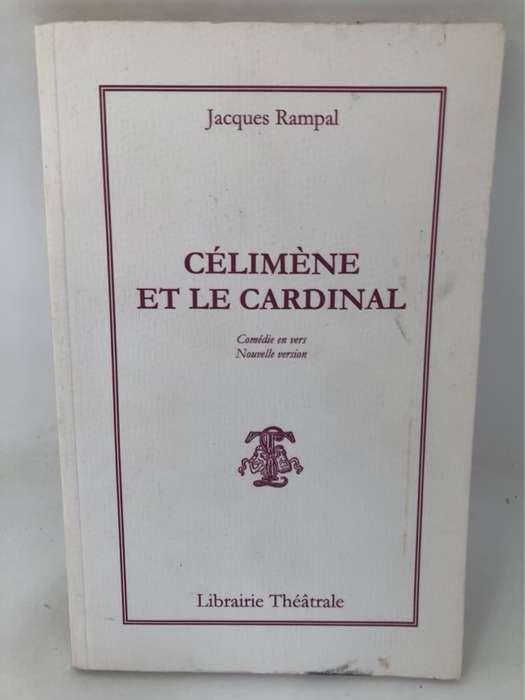 Jacques Rampal
CÉLIMÈNE
ET LE CARDINAL
Comédie en vers
Nouvelle version
Librairie Théâtrale